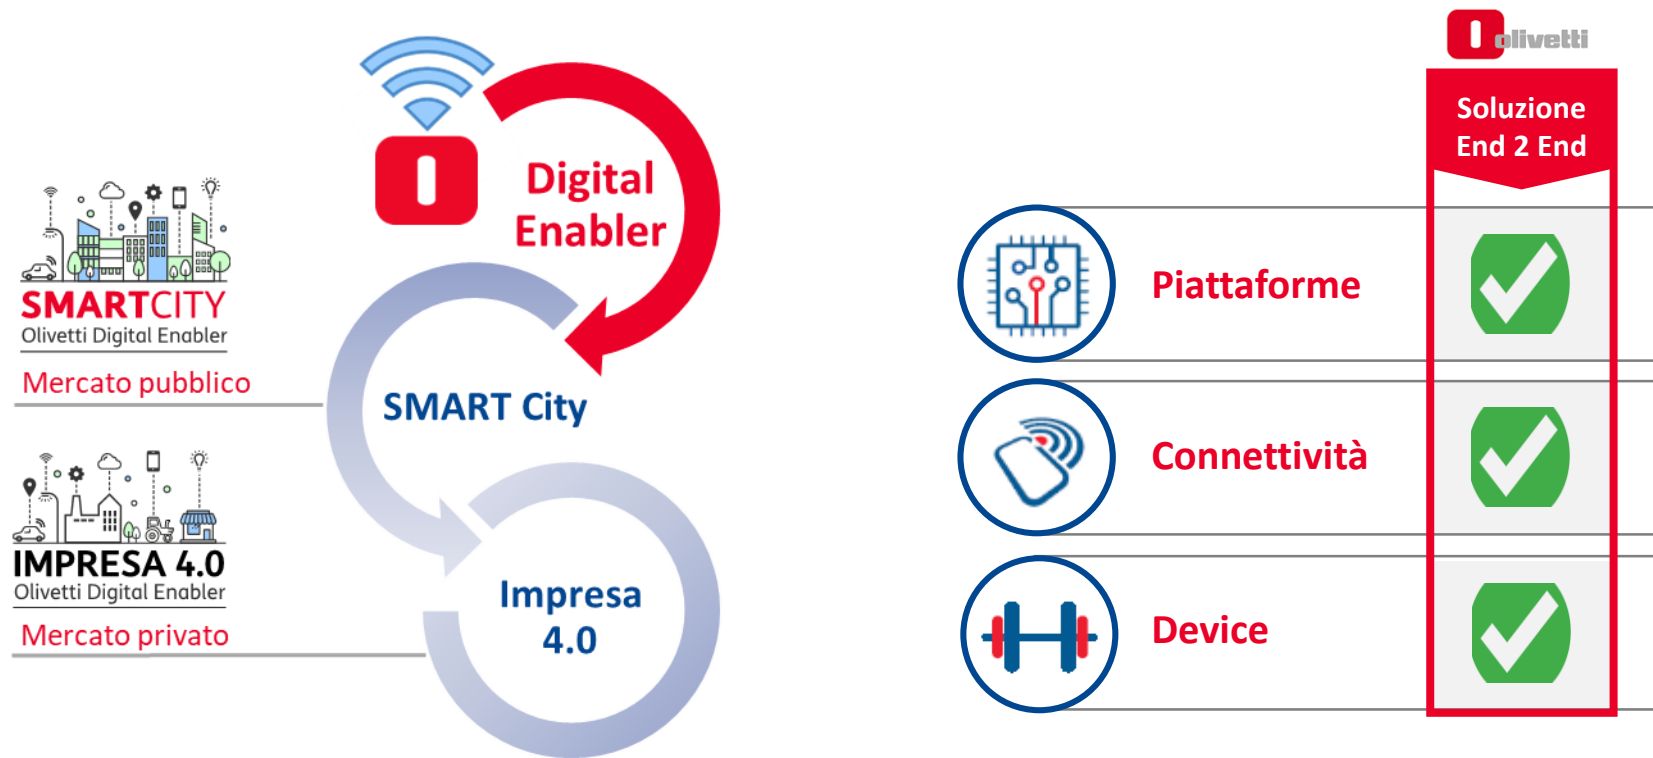 Digital
Enabler
SMARTCITY
Olivetti Digital Enabler
Mercato pubblico
SMART City
IMPRESA 4.0
Olivetti Digital Enabler
Mercato privato
Impresa
4.0
olivetti
Soluzione
End 2 End
Piattaforme
Connettività
Device